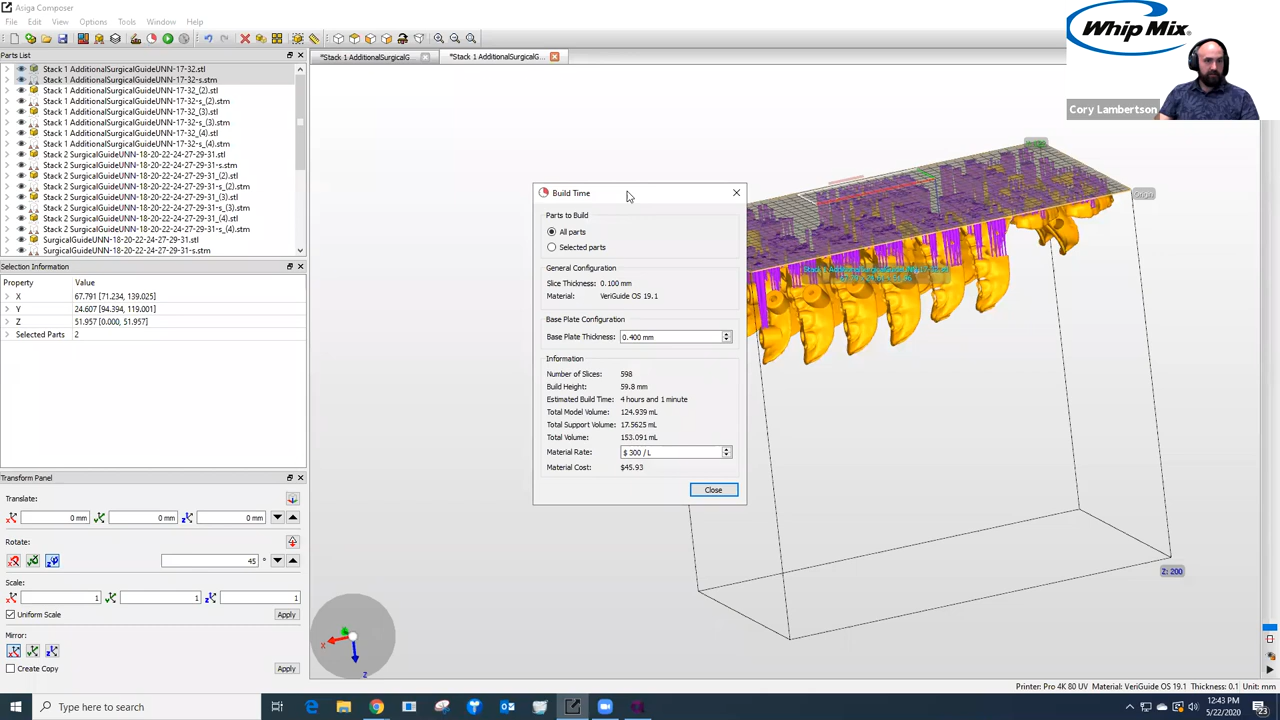 Asiga Composer
File Edit View Options Tools Window Help
Parts List
*Stack 1 AdditionalSurgicalG
*Stack 1 AdditionalSurgicalG...
Whip Mix®
Cory Lambertson
Stack 1 AdditionalSurgicalGuideUNN-17-32.stl
Stack 1 AdditionalSurgicalGuideUNN-17-32-s.stm
Stack 1 AdditionalSurgicalGuideUNN-17-32_(2).stl
Stack 1 AdditionalSurgicalGuideUNN-17-32-s_(2).stm
Stack 1 AdditionalSurgicalGuideUNN-17-32_(3).stl
Stack 1 AdditionalSurgicalGuideUNN-17-32-s_(3).stm
Stack 1 AdditionalSurgicalGuideUNN-17-32_(4).stl
Stack 1 AdditionalSurgicalGuideUNN-17-32-s_(4).stm
Stack 2 SurgicalGuideUNN-18-20-22-24-27-29-31.stl
Stack 2 SurgicalGuideUNN-18-20-22-24-27-29-31-s.stm
Stack 2 SurgicalGuideUNN-18-20-22-24-27-29-31_(2).stl
Stack 2 SurgicalGuideUNN-18-20-22-24-27-29-31-s_(2).stm
Stack 2 SurgicalGuideUNN-18-20-22-24-27-29-31_(3).stl
Stack 2 SurgicalGuideUNN-18-20-22-24-27-29-31-s_(3).stm
Stack 2 SurgicalGuideUNN-18-20-22-24-27-29-31_(4).stl
Stack 2 SurgicalGuideUNN-18-20-22-24-27-29-31-s_(4).stm
SurgicalGuideUNN-18-20-22-24-27-29-31.stl
SurgicalGuideUNN-18-20-22-24-27-29-31-s.stm
Selection Information
Property Value
X 67.791 [71.234, 139.025]
Y 24.607 [94.394, 119.001]
Z 51.957 [0.000, 51.957]
Selected Parts 2
Build Time
Parts to Build
All parts
Selected parts
General Configuration
Slice Thickness: 0.100 mm
Material: VeriGuide OS 19.1
Base Plate Configuration
Base Plate Thickness: 0.400 mm
Information
Number of Slices: 598
Build Height: 59.8 mm
Estimated Build Time: 4 hours and 1 minute
Total Model Volume: 124.939 mL
Total Support Volume: 17.5625 mL
Total Volume: 153.091 mL
Material Rate: $ 300 / L
Material Cost: $45.93
Close
Origin
Z: 200
Transform Panel
Translate:
0 mm 0 mm 0 mm
Rotate:
45 °
Scale:
1 1 1
Uniform Scale Apply
Mirror:
Create Copy Apply
X
Z
Printer: Pro 4K 80 UV Material: VeriGuide OS 19.1 Thickness: 0.1 Unit: mm
Type here to search
12:43 PM
5/22/2020
23